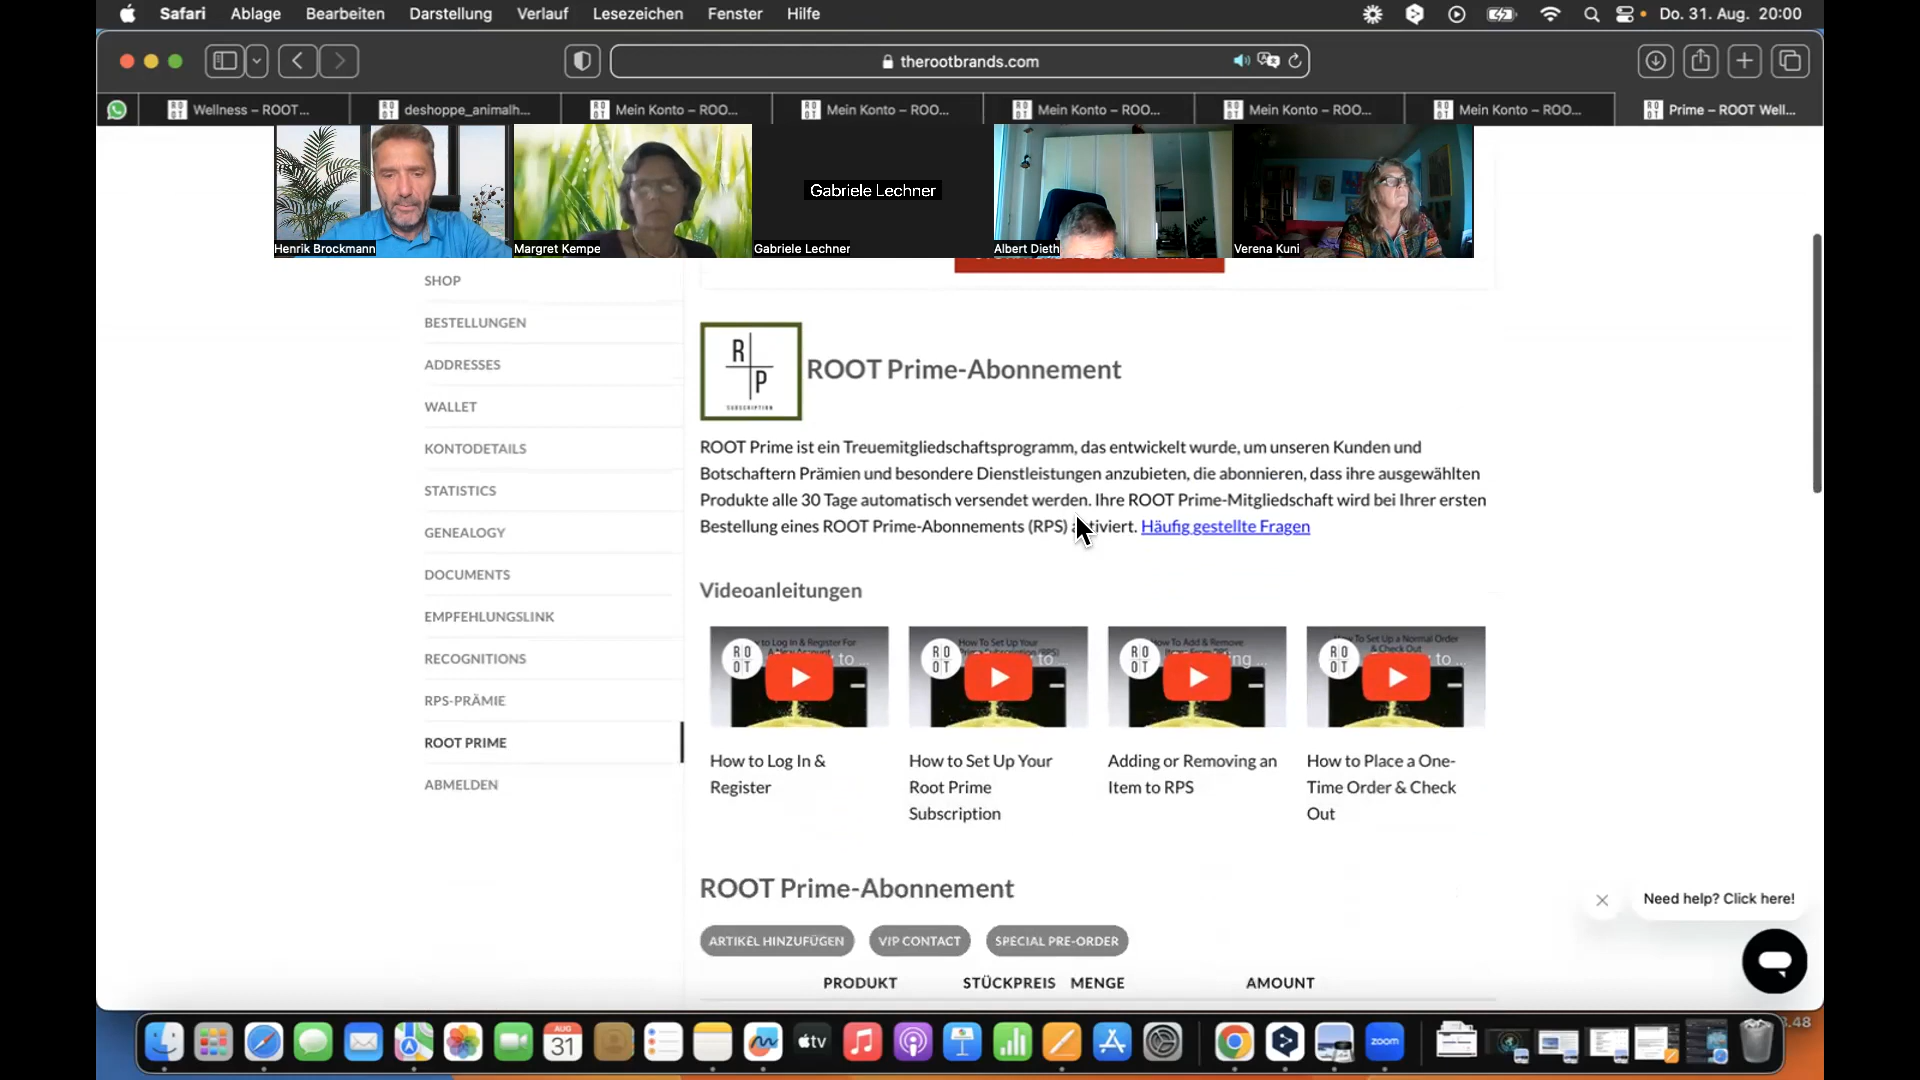 Safari Ablage Bearbeiten Darstellung Verlauf Lesezeichen Fenster Hilfe Do. 31. Aug. 20:00
therootbrands.com
Wellness – ROOT...
deshoppe_animalh...
Mein Konto – ROO...
Mein Konto – ROO...
Mein Konto – ROO...
Mein Konto – ROO...
Mein Konto – ROO...
Prime – ROOT Well...
Gabriele Lechner
Henrik Brockmann
Margret Kempe
Gabriele Lechner
Albert Dieth
Verena Kuni
SHOP
BESTELLUNGEN
ADDRESSES
WALLET
KONTODETAILS
STATISTICS
GENEALOGY
DOCUMENTS
EMPFEHLUNGSLINK
RECOGNITIONS
RPS-PRÄMIE
ROOT PRIME
ABMELDEN
R P
SUBSCRIPTION
ROOT Prime-Abonnement
ROOT Prime ist ein Treuemitgliedschaftsprogramm, das entwickelt wurde, um unseren Kunden und
Botschaftern Prämien und besondere Dienstleistungen anzubieten, die abonnieren, dass ihre ausgewählten
Produkte alle 30 Tage automatisch versendet werden. Ihre ROOT Prime-Mitgliedschaft wird bei Ihrer ersten
Bestellung eines ROOT Prime-Abonnements (RPS) aktiviert. Häufig gestellte Fragen
Videoanleitungen
How to Log In &
Register
How to Set Up Your
Root Prime
Subscription
Adding or Removing an
Item to RPS
How to Place a One-
Time Order & Check
Out
ROOT Prime-Abonnement
ARTIKEL HINZUFÜGEN VIP CONTACT SPECIAL PRE-ORDER
PRODUKT STÜCKPREIS MENGE AMOUNT
Need help? Click here!
AUG
31
tv
zoom